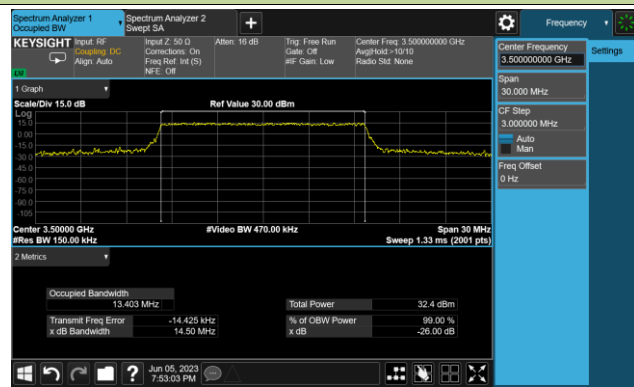 Spectrum Analyzer 1
Occupied BW
Spectrum Analyzer 2
Swept SA
Frequency
KEYSIGHT
Input: RF
Coupling: DC
Align: Auto
Input Z: 50 Ω
Corrections: On
Freq Ref: Int (S)
NFE: Off
Atten: 16 dB
Trig: Free Run
Gate: Off
#IF Gain: Low
Center Freq: 3.500000000 GHz
Avg|Hold:>10/10
Radio Std: None
Center Frequency
3.500000000 GHz
Settings
Span
30.000 MHz
CF Step
3.000000 MHz
Auto
Man
Freq Offset
0 Hz
1 Graph
Scale/Div 15.0 dB
Ref Value 30.00 dBm
Log
15.0
0.00
-15.0
-30.0
-45.0
-60.0
-75.0
-90.0
-105
Center 3.50000 GHz
#Video BW 470.00 kHz
Span 30 MHz
#Res BW 150.00 kHz
Sweep 1.33 ms (2001 pts)
2 Metrics
Occupied Bandwidth
13.403 MHz
Total Power
32.4 dBm
Transmit Freq Error
-14.425 kHz
% of OBW Power
99.00 %
x dB Bandwidth
14.50 MHz
x dB
-26.00 dB
Jun 05, 2023
7:53:03 PM